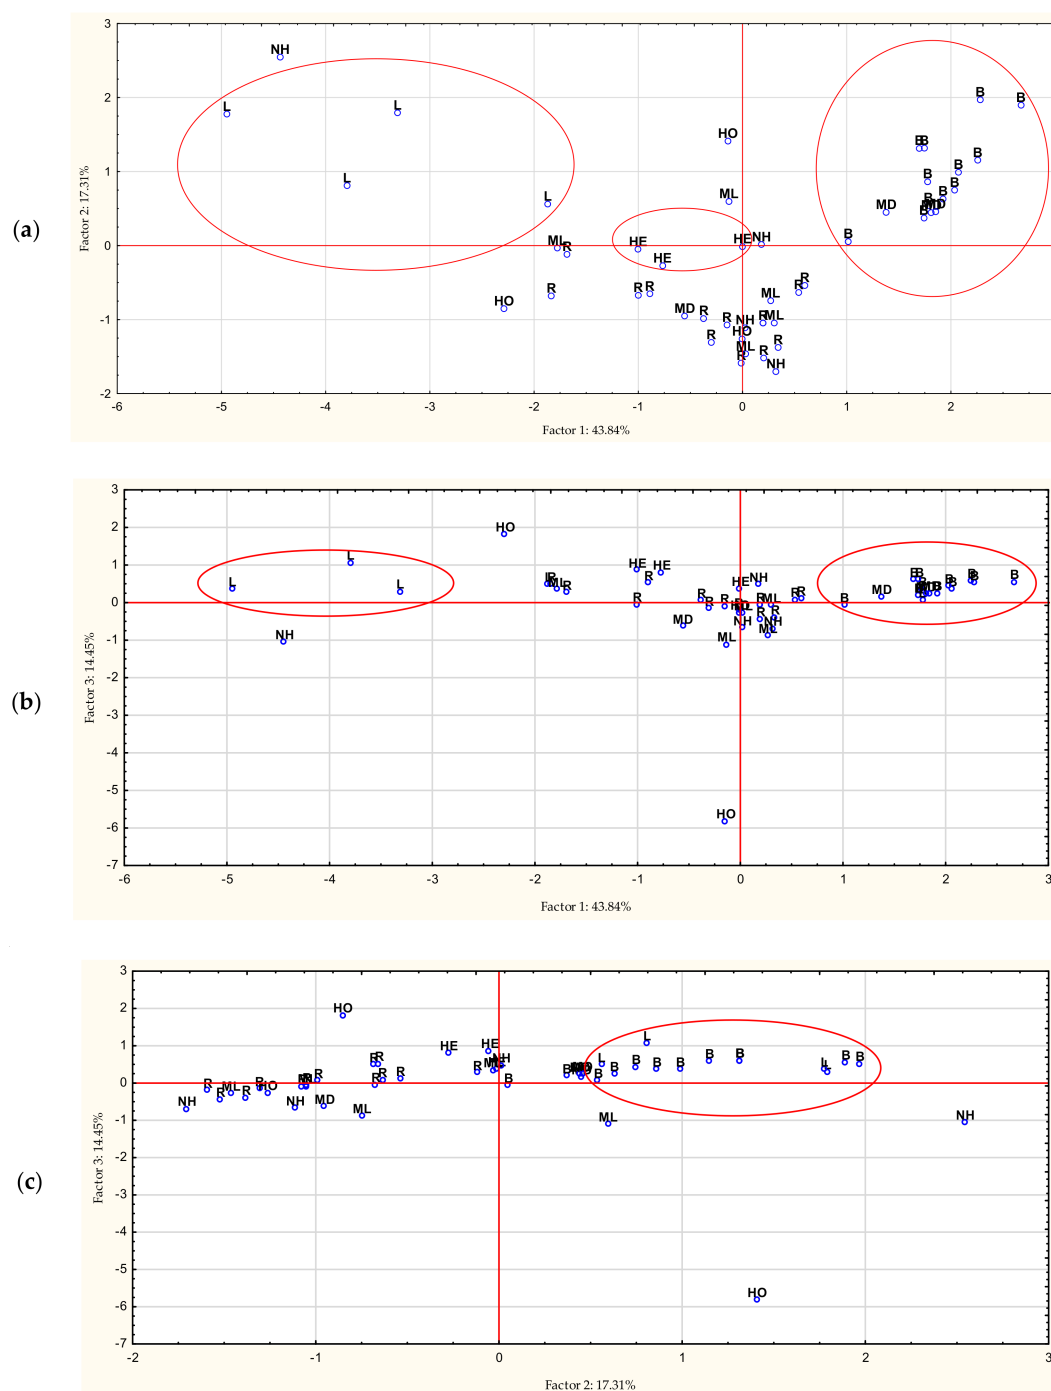 (a)
3
2
1
0
-1
-2
Factor 2: 17.31%
NH
L
L
L
L
HO
ML
ML
R
HE
HE
HE
NH
B
B
B
B
B
B
B
B
B
B
MD
MD
B
B
R
HO
R
R
MD
R
R
R
NH
HO
ML
R
R
ML
R
ML
R
R
R
R
NH
-6
-5
-4
-3
-2
-1
0
1
2
Factor 1: 43.84%
(b)
3
2
1
0
-1
-2
-3
-4
-5
-6
-7
Factor 3: 14.45%
HO
L
L
L
NH
R
ML
R
HE
HE
R
R
HE
NH
R
R
R
ML
R
R
R
R
NH
NH
ML
ML
HO
MD
MD
B
B
B
B
B
B
B
B
-6
-5
-4
-3
-2
-1
0
1
2
3
Factor 1: 43.84%
(c)
3
2
1
0
-1
-2
-3
-4
-5
-6
-7
Factor 3: 14.45%
HO
HE
HE
NH
R
R
R
R
R
R
ML
R
R
HO
NH
NH
MD
ML
B
L
L
B
B
B
B
B
B
B
B
L
B
B
ML
NH
HO
-2
-1
0
1
2
3
Factor 2: 17.31%